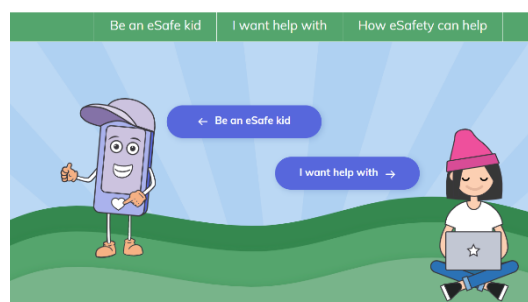 Be an eSafe kid
I want help with
How eSafety can help
← Be an eSafe kid
I want help with →